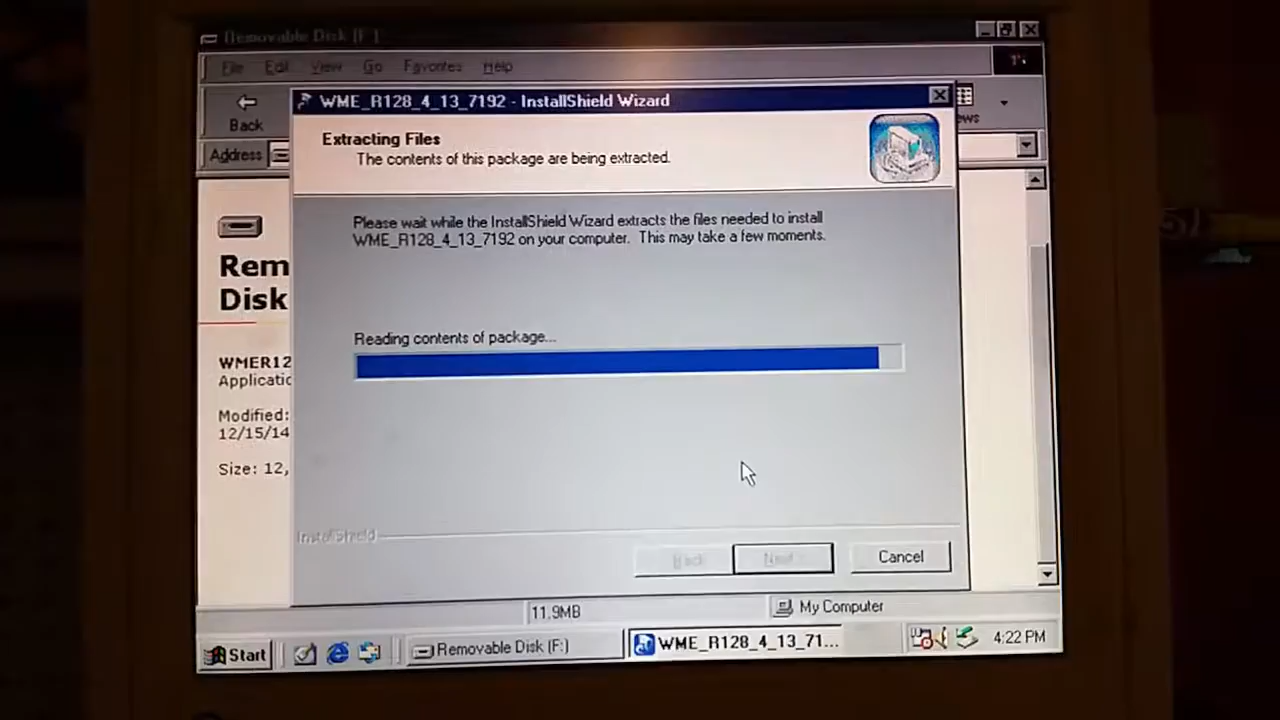 Removable Disk (F:)
File Edit View Go Favorites Help
WME_R128_4_13_7192 - InstallShield Wizard
Back
Address
Extracting Files
The contents of this package are being extracted.
Please wait while the InstallShield Wizard extracts the files needed to install
WME_R128_4_13_7192 on your computer. This may take a few moments.
Rem
Disk
Reading contents of package...
WMER12
Applicatio
Modified:
12/15/14
Size: 12,
InstallShield
Back Next Cancel
11.9MB My Computer
Start Removable Disk (F:) WME_R128_4_13_71... 4:22 PM